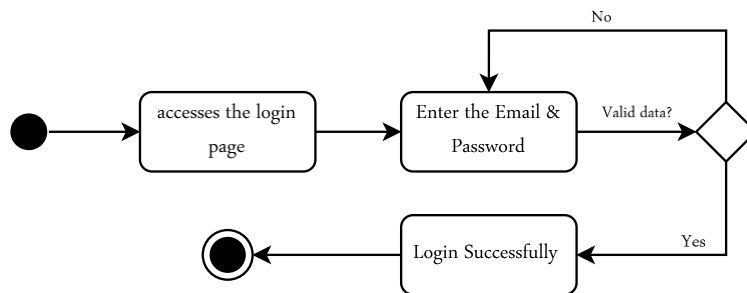 No
accesses the login
page
Enter the Email &
Password
Valid data?
Login Successfully
Yes